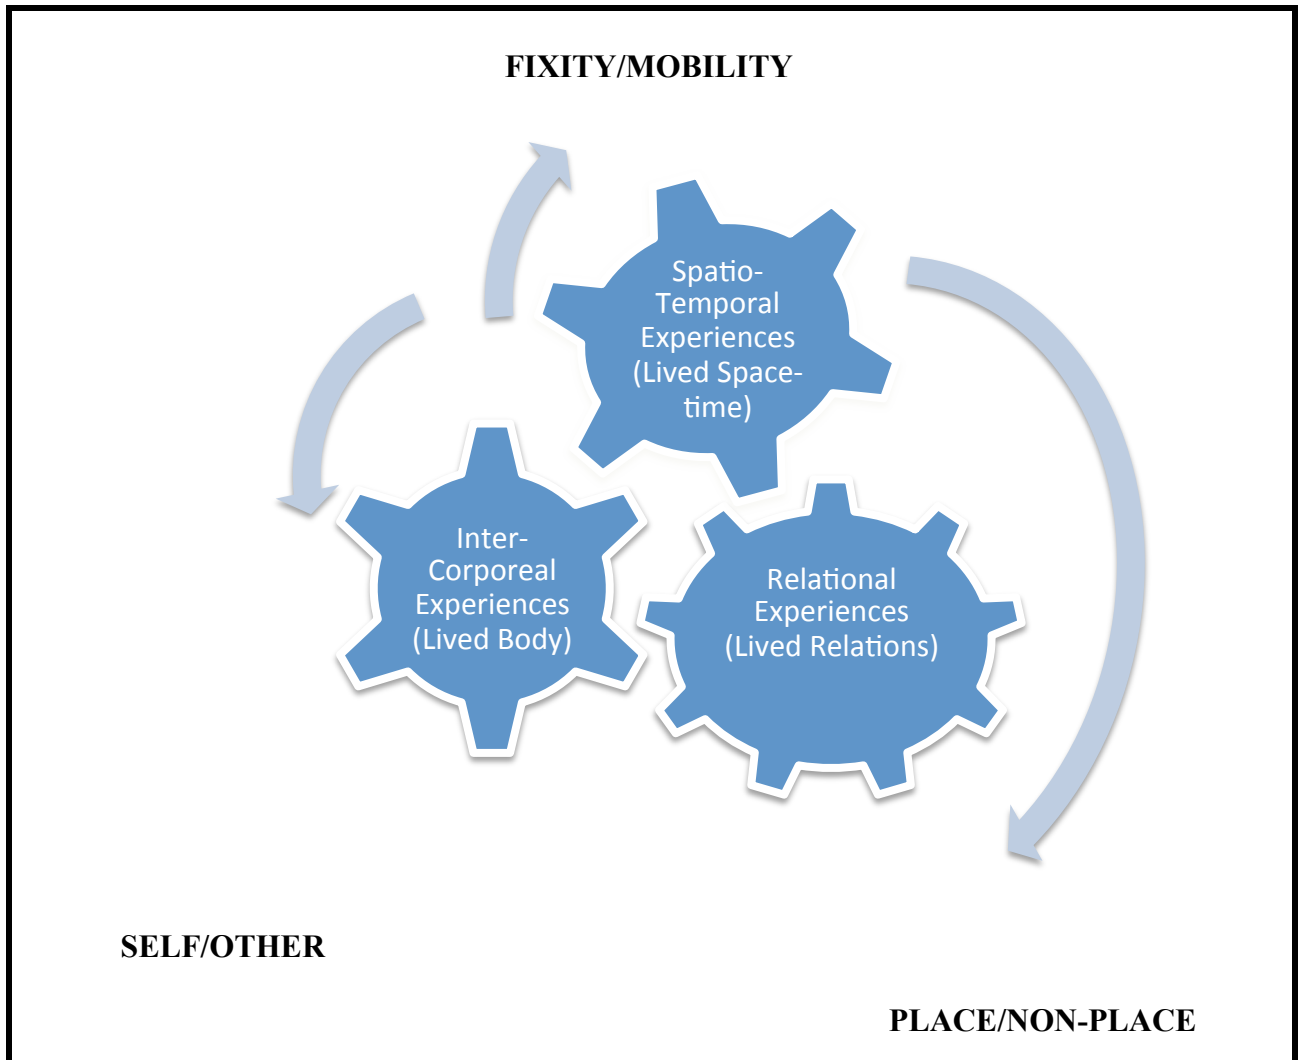 FIXITY/MOBILITY
Spatio-
Temporal
Experiences
(Lived Space-
time)
Inter-
Corporeal
Experiences
(Lived Body)
Relational
Experiences
(Lived Relations)
SELF/OTHER
PLACE/NON-PLACE